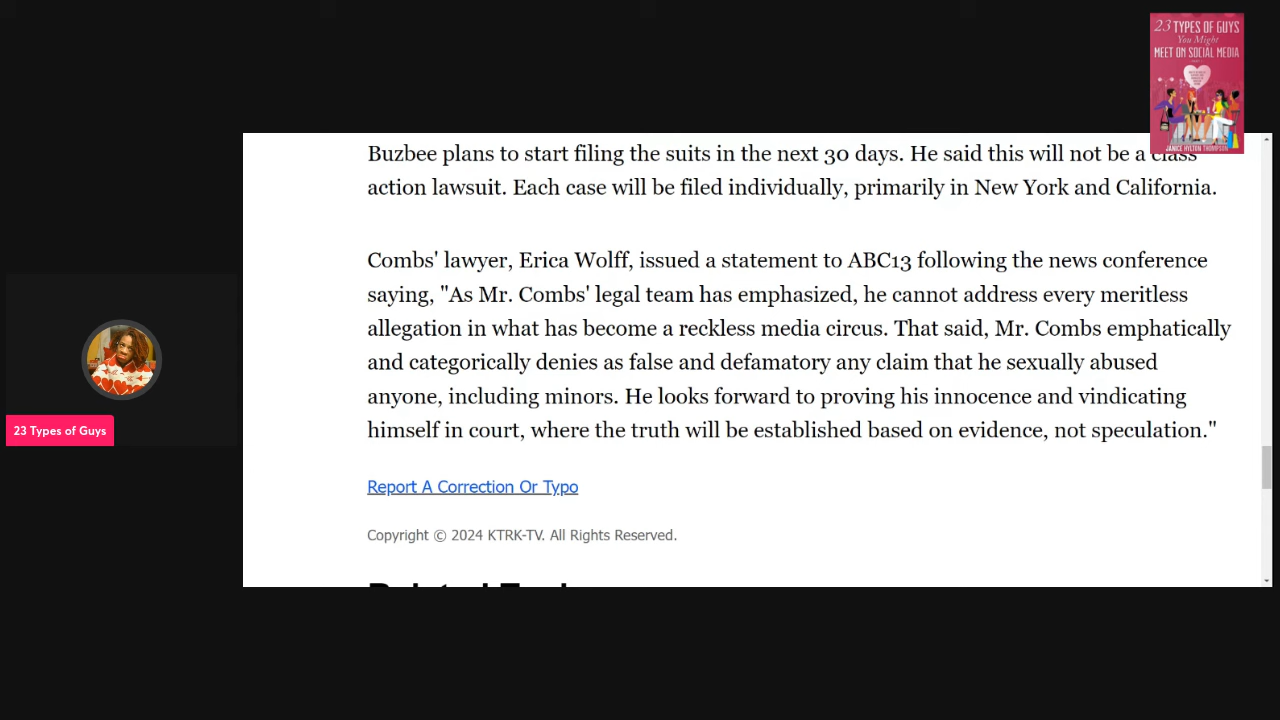 23 TYPES OF GUYS
You Might
MEET ON SOCIAL MEDIA
JANICE HYLTON THOMPSON
Buzbee plans to start filing the suits in the next 30 days. He said this will not be a class
action lawsuit. Each case will be filed individually, primarily in New York and California.
Combs' lawyer, Erica Wolff, issued a statement to ABC13 following the news conference
saying, "As Mr. Combs' legal team has emphasized, he cannot address every meritless
allegation in what has become a reckless media circus. That said, Mr. Combs emphatically
and categorically denies as false and defamatory any claim that he sexually abused
anyone, including minors. He looks forward to proving his innocence and vindicating
himself in court, where the truth will be established based on evidence, not speculation."
23 Types of Guys
Report A Correction Or Typo
Copyright © 2024 KTRK-TV. All Rights Reserved.